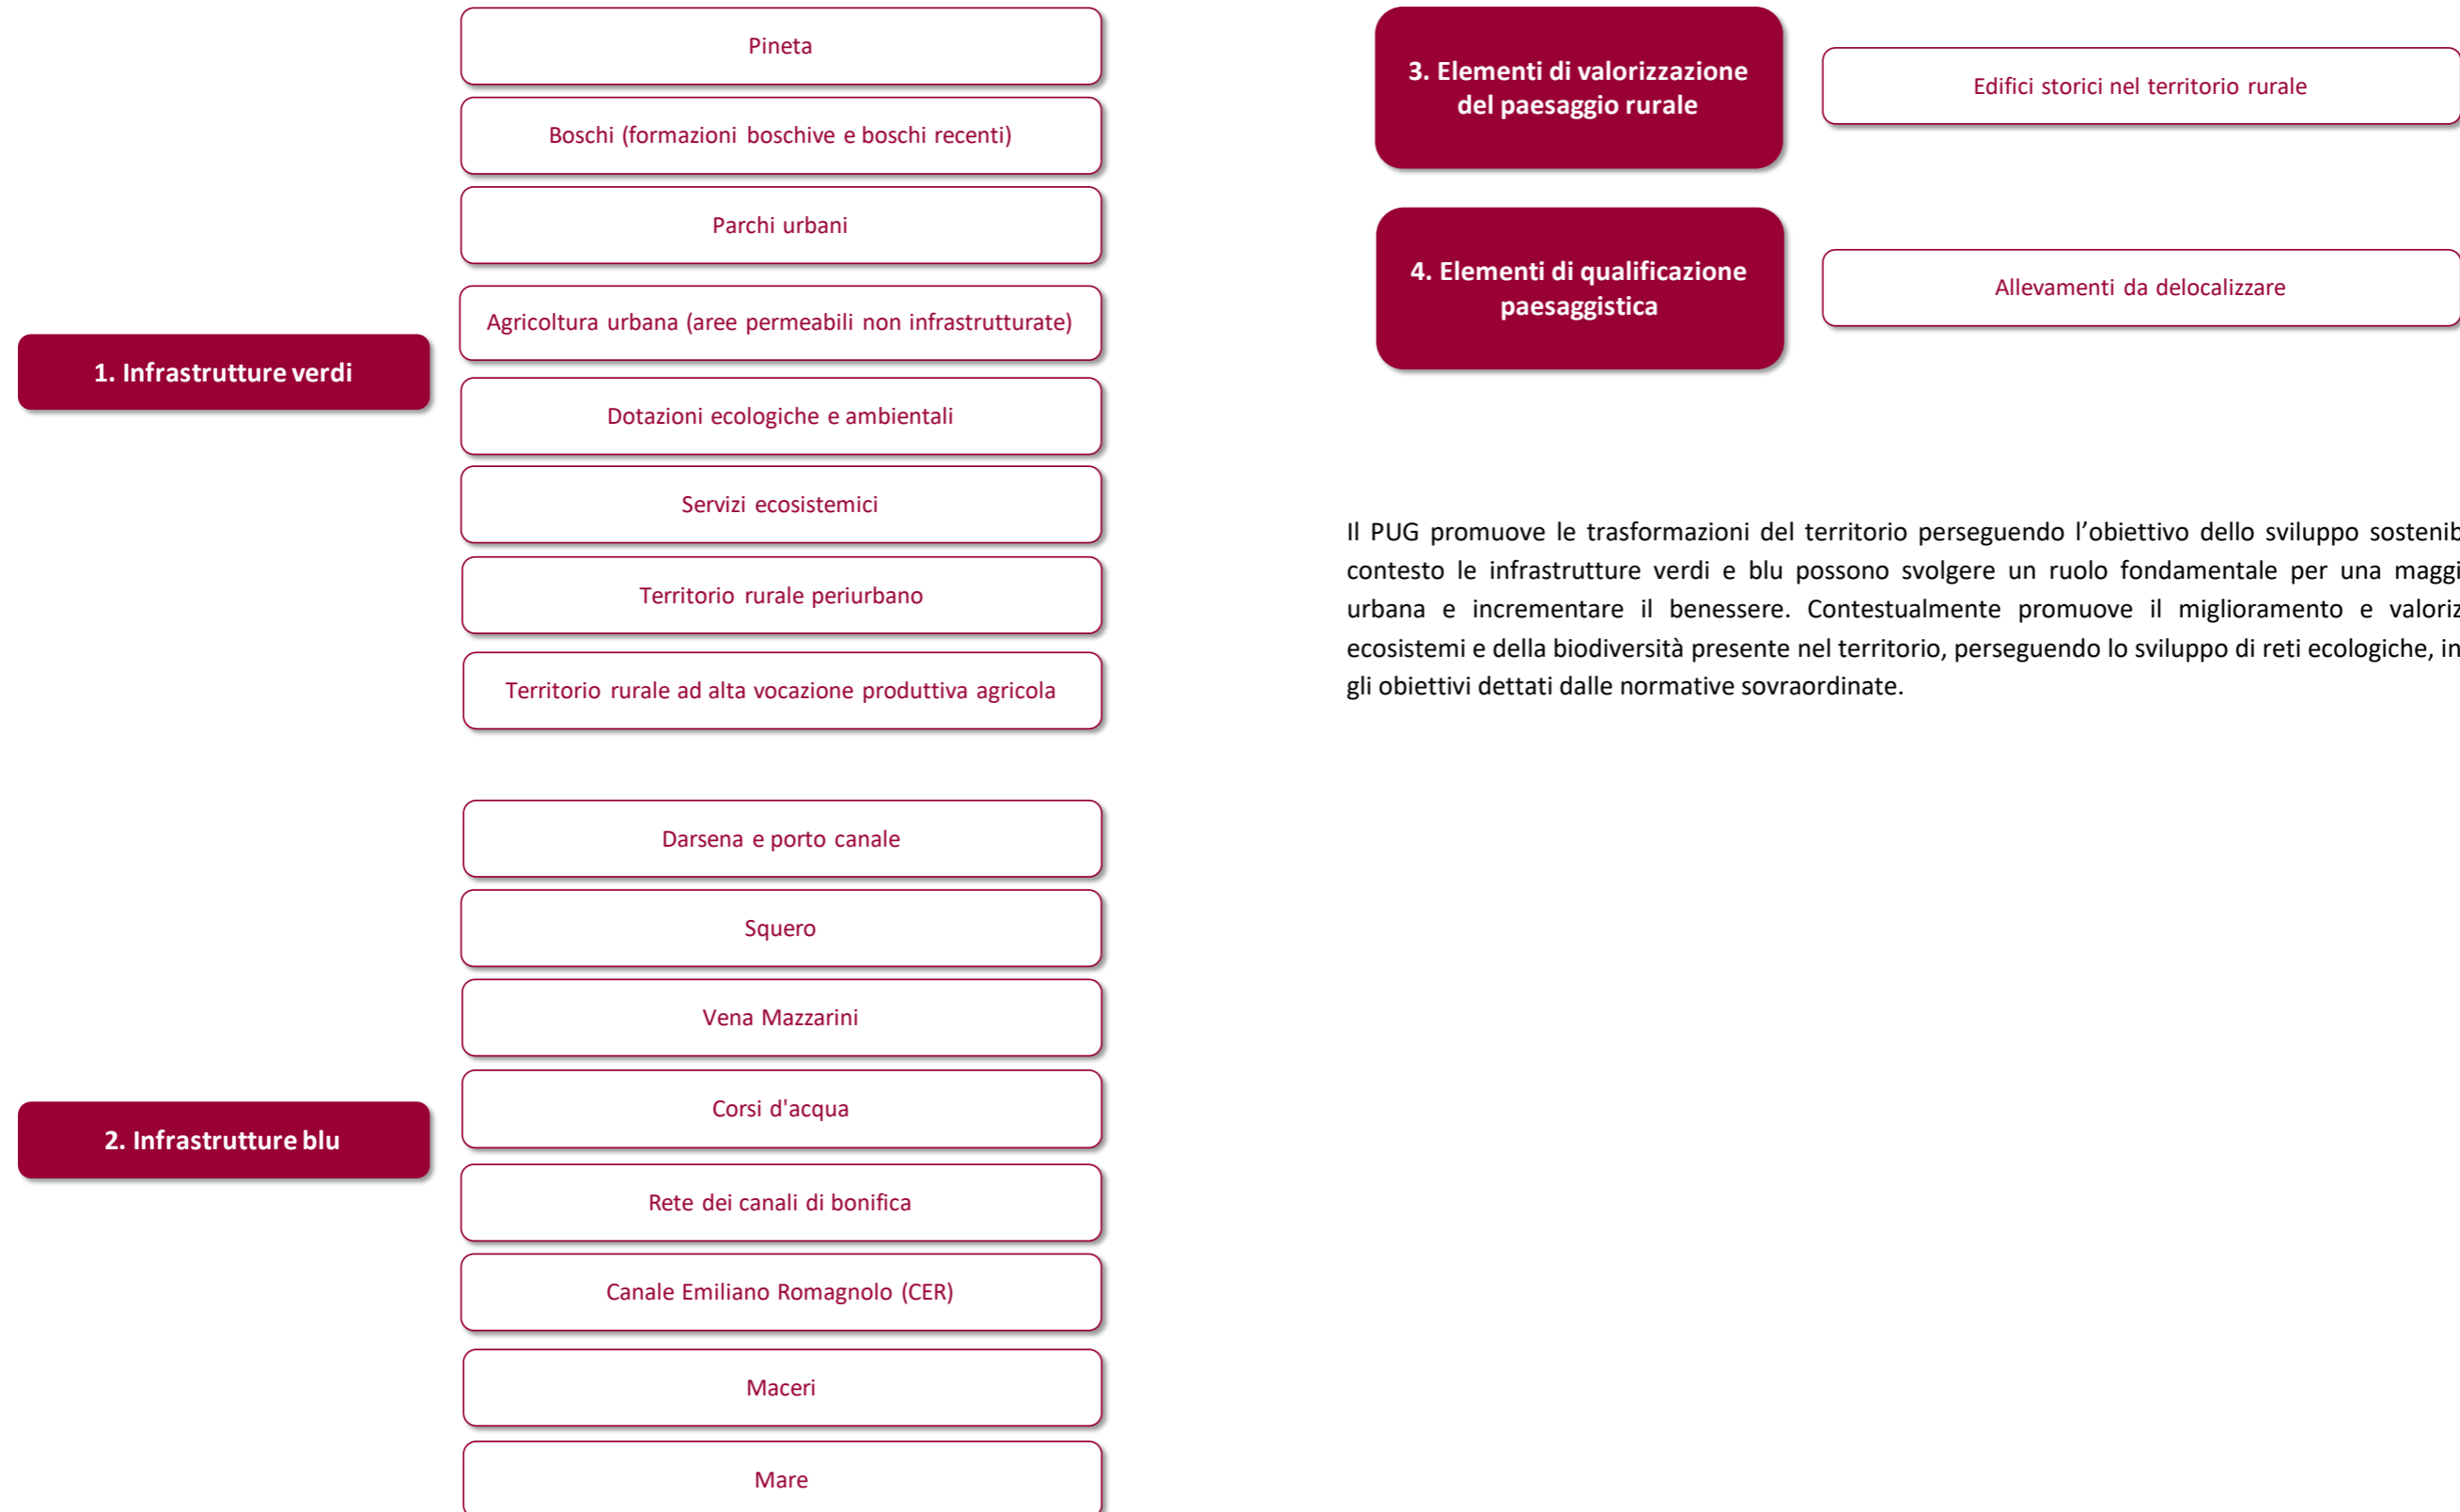 Pineta
Boschi (formazioni boschive e boschi recenti)
Parchi urbani
Agricoltura urbana (aree permeabili non infrastrutturate)
1. Infrastrutture verdi
Dotazioni ecologiche e ambientali
Servizi ecosistemici
Territorio rurale periurbano
Territorio rurale ad alta vocazione produttiva agricola
Darsena e porto canale
Squero
Vena Mazzarini
Corsi d'acqua
2. Infrastrutture blu
Rete dei canali di bonifica
Canale Emiliano Romagnolo (CER)
Maceri
Mare
3. Elementi di valorizzazione
del paesaggio rurale
Edifici storici nel territorio rurale
4. Elementi di qualificazione
paesaggistica
Allevamenti da delocalizzare
Il PUG promuove le trasformazioni del territorio perseguendo l’obiettivo dello sviluppo
contesto le infrastrutture verdi e blu possono svolgere un ruolo fondamentale per una
urbana e incrementare il benessere. Contestualmente promuove il miglioramento e
ecosistemi e della biodiversità presente nel territorio, perseguendo lo sviluppo di reti ecologiche, in
gli obiettivi dettati dalle normative sovraordinate.